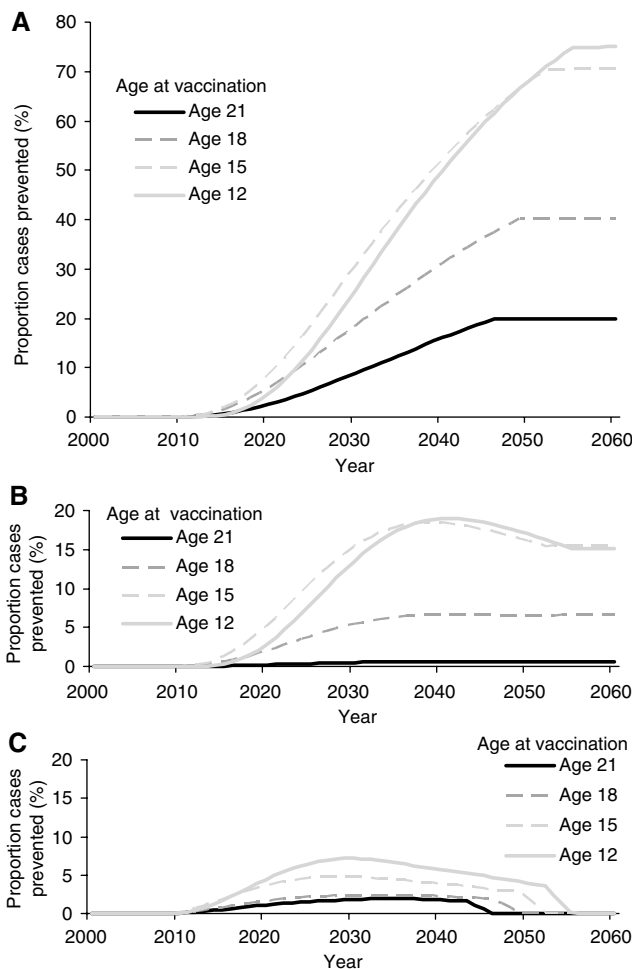 A
Proportion cases prevented (%)
80
70
60
50
40
30
20
10
0
Age at vaccination
Age 21
Age 18
Age 15
Age 12
2000 2010 2020 2030 2040 2050 2060
Year
B
Proportion cases
prevented (%)
20
15
10
5
0
Age at vaccination
Age 21
Age 18
Age 15
Age 12
2000 2010 2020 2030 2040 2050 2060
Year
C
Proportion cases
prevented (%)
20
15
10
5
0
Age at vaccination
Age 21
Age 18
Age 15
Age 12
2000 2010 2020 2030 2040 2050 2060
Year